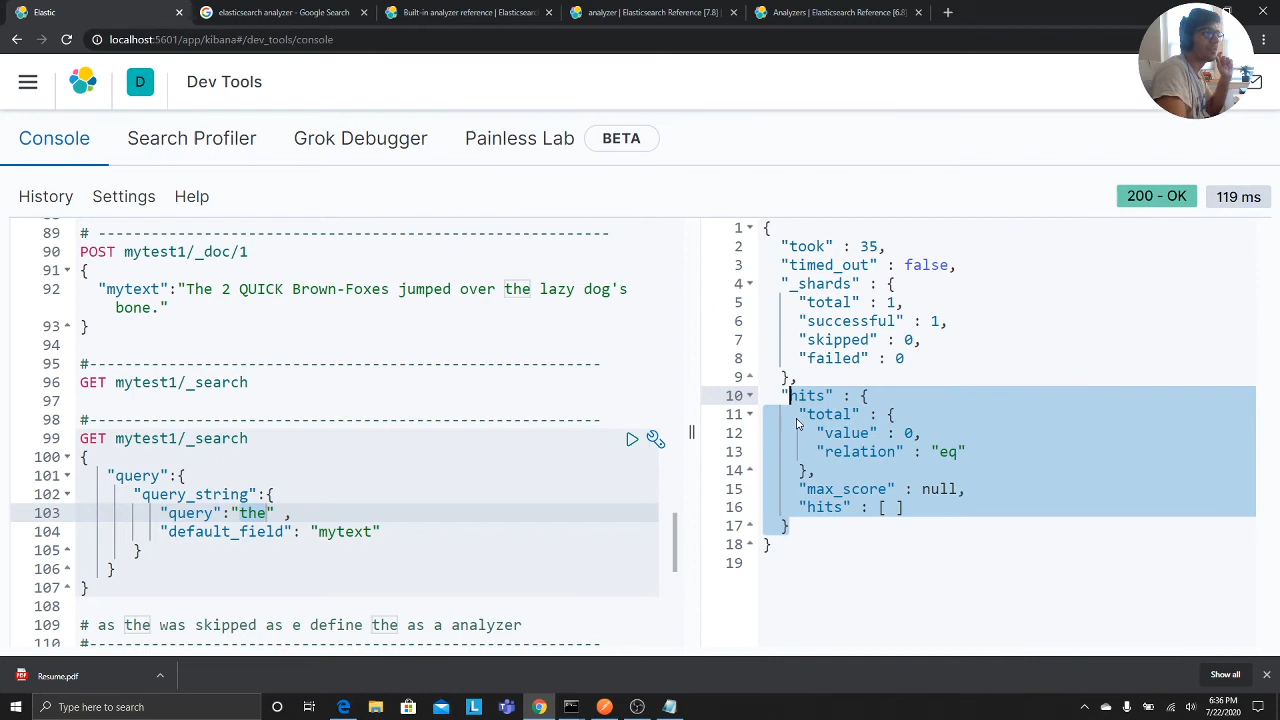 Elastic
elasticsearch analyzer - Google Search
Built-in analyzer reference | Elasticsearch
analyzer | Elasticsearch Reference [7.8]
Analyzers | Elasticsearch Reference [6.8]
localhost:5601/app/kibana#/dev_tools/console
D
Dev Tools
Console
Search Profiler
Grok Debugger
Painless Lab
BETA
History
Settings
Help
200 - OK
119 ms
89 # ----------------------------------------------------------
90 POST mytest1/_doc/1
91 {
92 "mytext":"The 2 QUICK Brown-Foxes jumped over the lazy dog's
bone."
93 }
94
95 #----------------------------------------------------------
96 GET mytest1/_search
97
98 #----------------------------------------------------------
99 GET mytest1/_search
100 {
101 "query":{
102 "query_string":{
103 "query":"the" ,
104 "default_field": "mytext"
105 }
106 }
107 }
108
109 # as the was skipped as e define the as a analyzer
110 #----------------------------------------------------------
1 {
2 "took" : 35,
3 "timed_out" : false,
4 "_shards" : {
5 "total" : 1,
6 "successful" : 1,
7 "skipped" : 0,
8 "failed" : 0
9 },
10 "hits" : {
11 "total" : {
12 "value" : 0,
13 "relation" : "eq"
14 },
15 "max_score" : null,
16 "hits" : [ ]
17 }
18 }
19
Resume.pdf
Show all
Type here to search
6:36 PM
7/22/2020